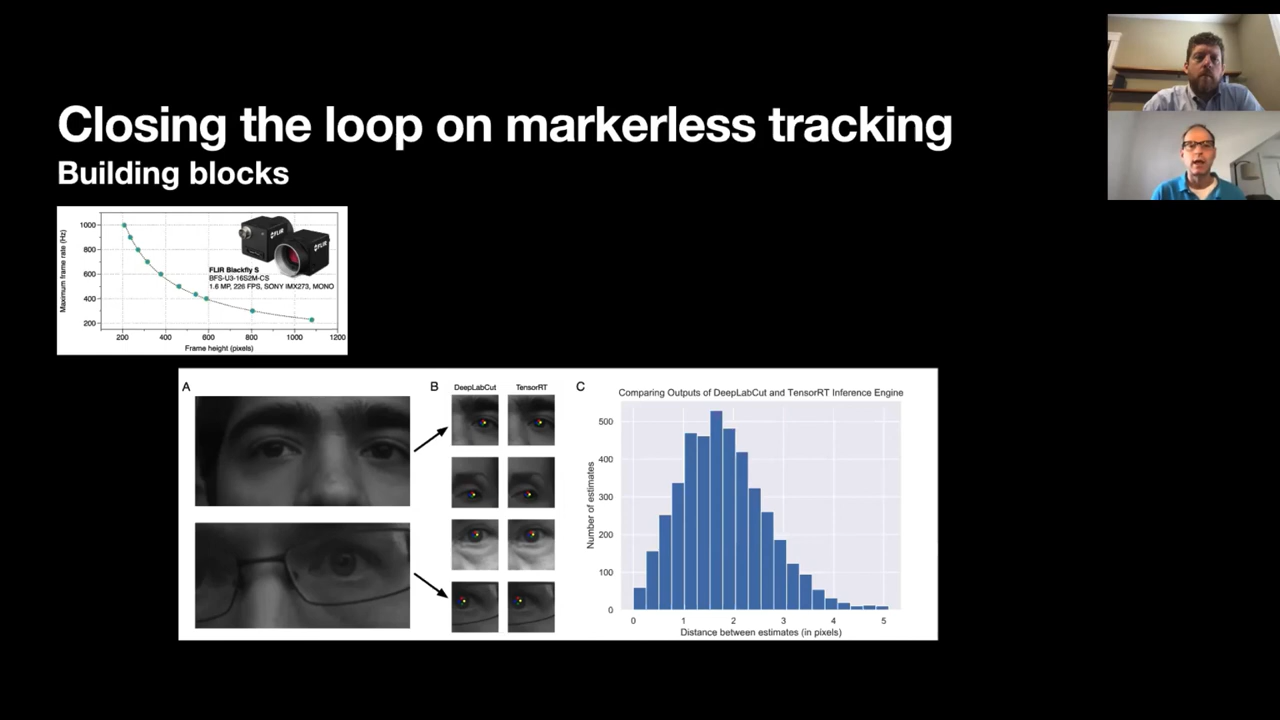 Closing the loop on markerless tracking
Building blocks
Maximum frame rate (Hz)
1000
800
600
400
200
FLIR
FLIR
FLIR Blackfly S
BFS-U3-16S2M-CS
1.6 MP, 226 FPS, SONY IMX273, MONO
200 400 600 800 1000 1200
Frame height (pixels)
A
B
DeepLabCut TensorRT
C
Comparing Outputs of DeepLabCut and TensorRT Inference Engine
Number of estimates
500
400
300
200
100
0
0 1 2 3 4 5
Distance between estimates (in pixels)